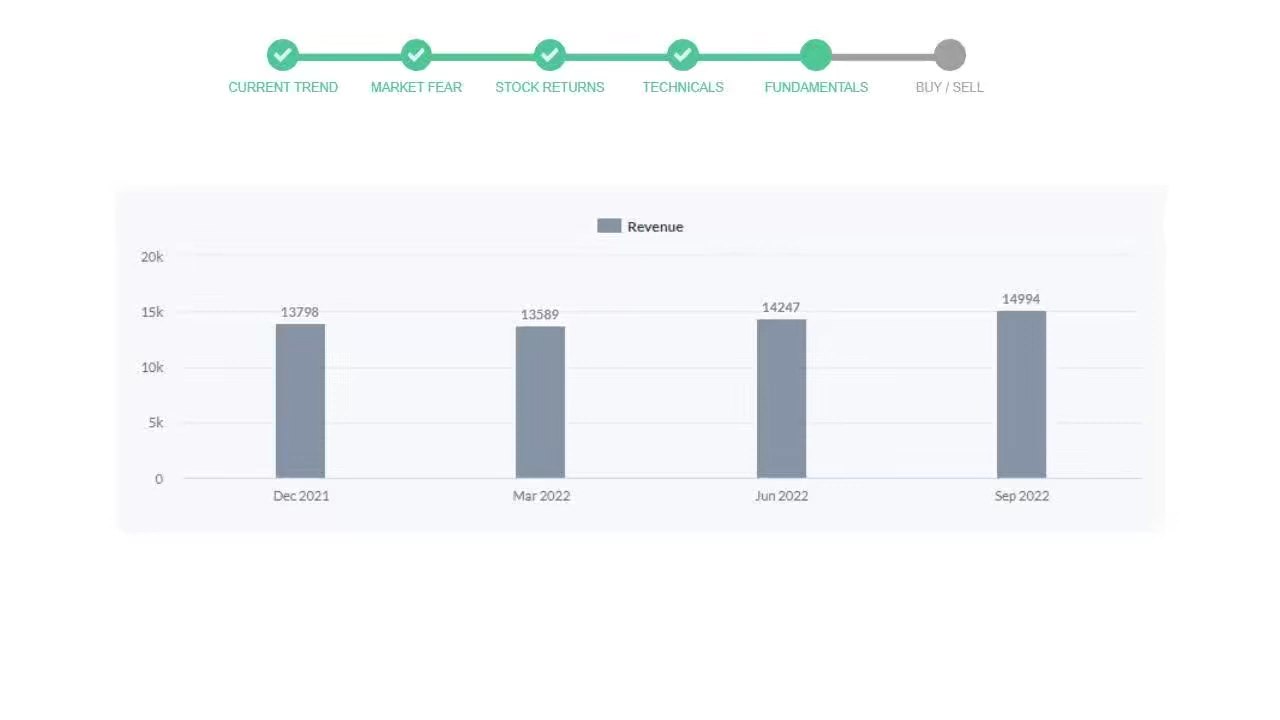 CURRENT TREND MARKET FEAR STOCK RETURNS TECHNICALS FUNDAMENTALS BUY / SELL
Revenue
20k
15k
10k
5k
0
13798 13589 14247 14994
Dec 2021 Mar 2022 Jun 2022 Sep 2022